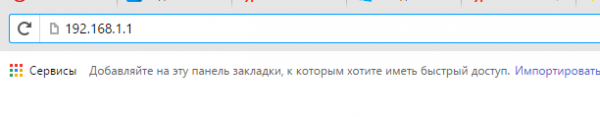 192.168.1.1
Сервисы Добавляйте на эту панель закладки, к которым хотите иметь быстрый доступ. Импортировать